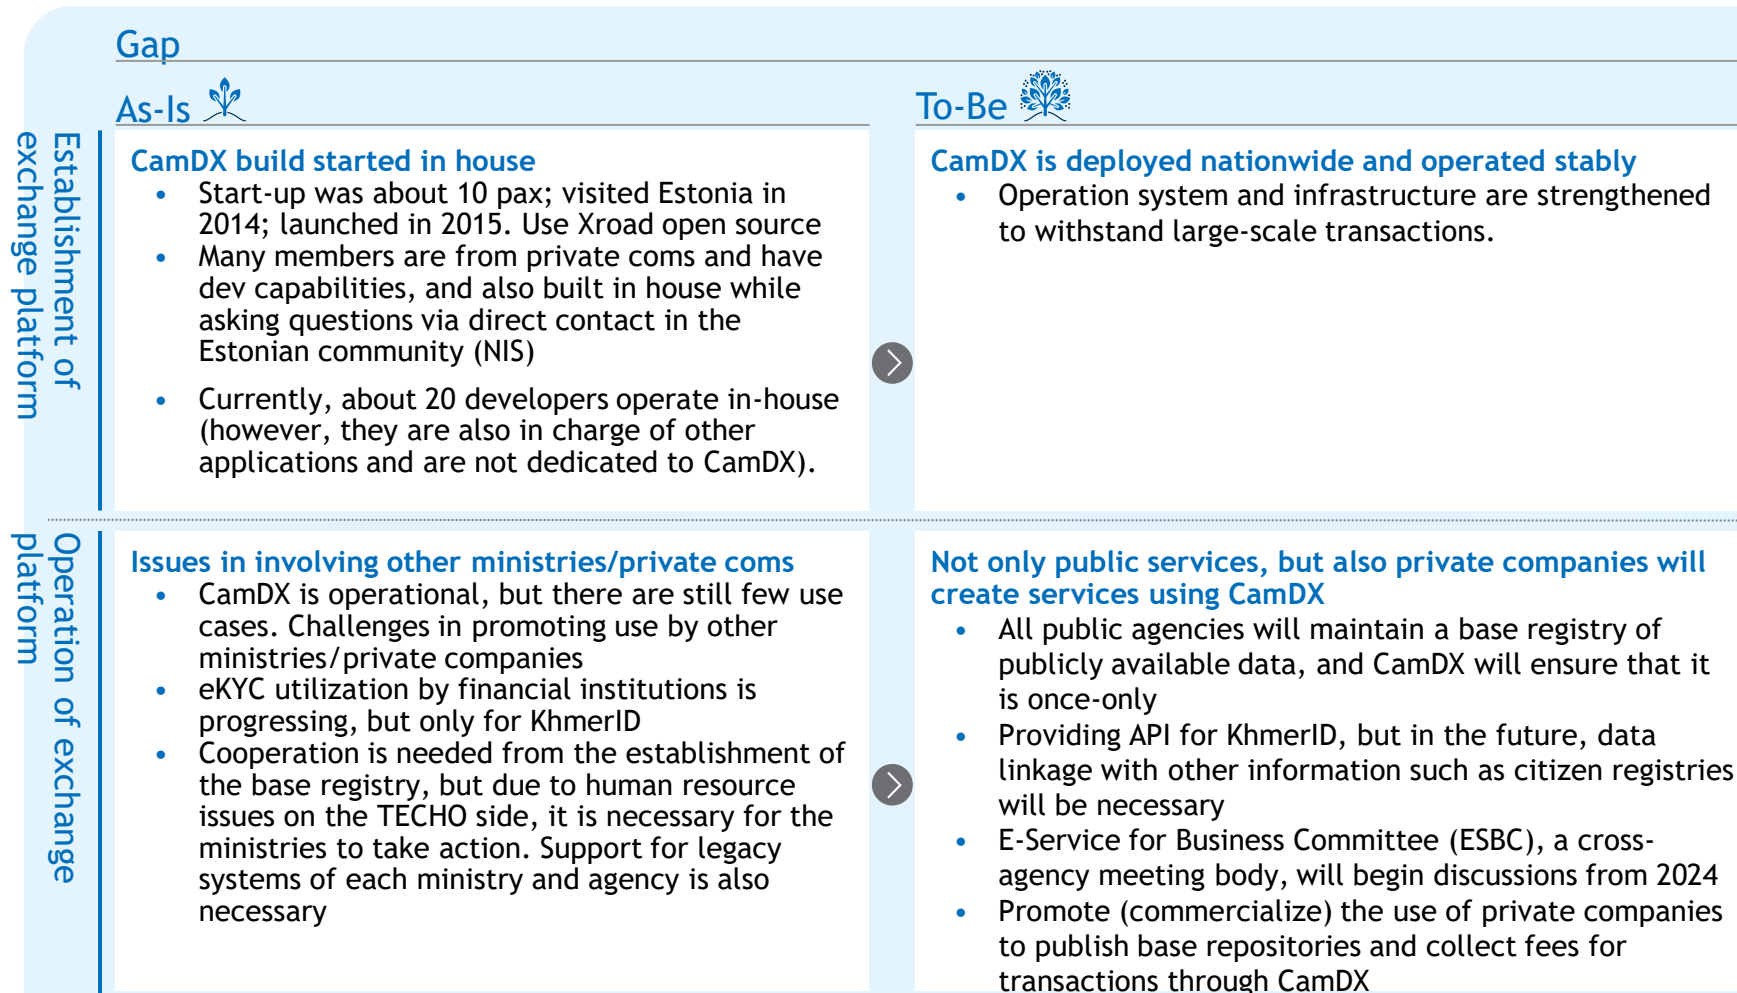 Gap
As-Is
To-Be
Establishment of
exchange platform
CamDX build started in house
• Start-up was about 10 pax; visited Estonia in
2014; launched in 2015. Use Xroad open source
• Many members are from private coms and have
dev capabilities, and also built in house while
asking questions via direct contact in the
Estonian community (NIS)
• Currently, about 20 developers operate in-house
(however, they are also in charge of other
applications and are not dedicated to CamDX).
CamDX is deployed nationwide and operated stably
• Operation system and infrastructure are strengthened
to withstand large-scale transactions.
Operation of exchange
platform
Issues in involving other ministries/private coms
• CamDX is operational, but there are still few use
cases. Challenges in promoting use by other
ministries/private companies
• eKYC utilization by financial institutions is
progressing, but only for KhmerID
• Cooperation is needed from the establishment of
the base registry, but due to human resource
issues on the TECHO side, it is necessary for the
ministries to take action. Support for legacy
systems of each ministry and agency is also
necessary
Not only public services, but also private companies will
create services using CamDX
• All public agencies will maintain a base registry of
publicly available data, and CamDX will ensure that it
is once-only
• Providing API for KhmerID, but in the future, data
linkage with other information such as citizen registries
will be necessary
• E-Service for Business Committee (ESBC), a cross-
agency meeting body, will begin discussions from 2024
• Promote (commercialize) the use of private companies
to publish base repositories and collect fees for
transactions through CamDX